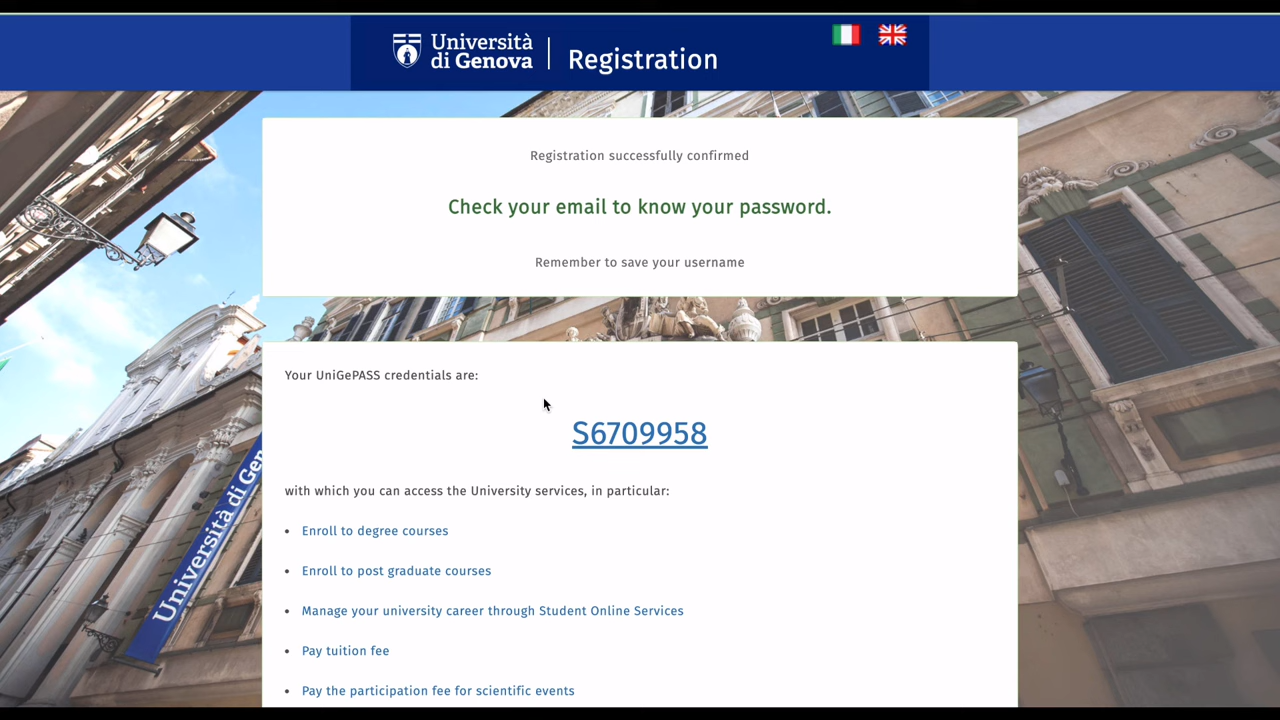 Università
di Genova
Registration
Registration successfully confirmed
Check your email to know your password.
Remember to save your username
Your UniGePASS credentials are:
S6709958
with which you can access the University services, in particular:
• Enroll to degree courses
• Enroll to post graduate courses
• Manage your university career through Student Online Services
• Pay tuition fee
• Pay the participation fee for scientific events
Università di Gen